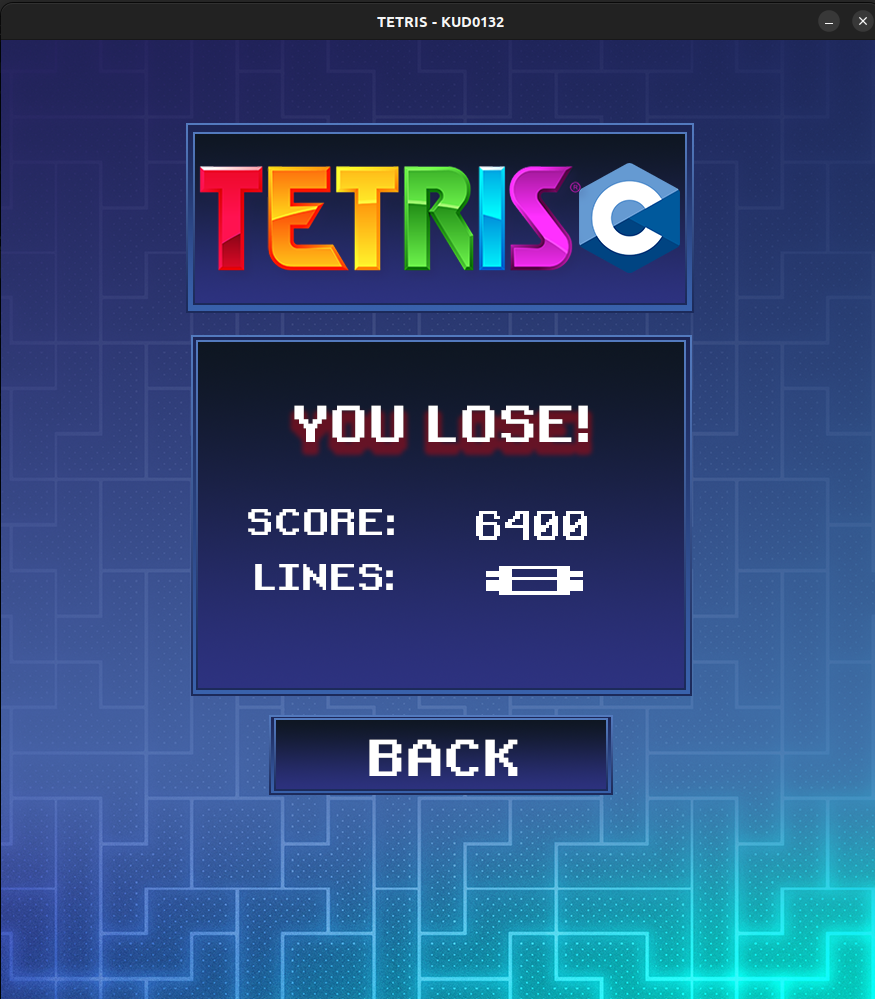 TETRIS - KUD0132
TETRIS® C
YOU LOSE!
SCORE: 6400
LINES:
BACK